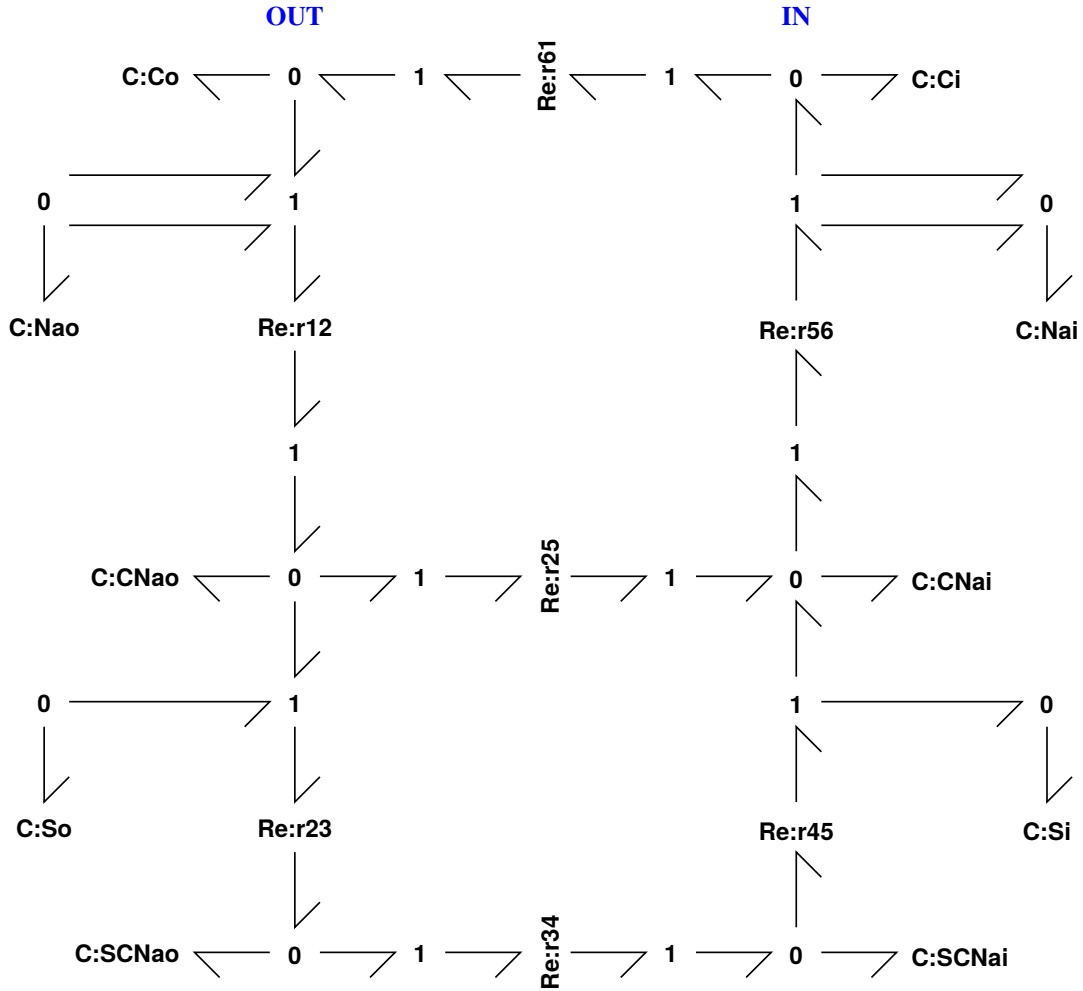 OUT IN
C:Co 0 1 Re:r61 1 0 C:Ci
0 1 1 0
C:Nao Re:r12 Re:r56 C:Nai
1 1
C:CNao 0 1 Re:r25 1 0 C:CNai
0 1 1 0
C:So Re:r23 Re:r45 C:Si
C:SCNao 0 1 Re:r34 1 0 C:SCNai